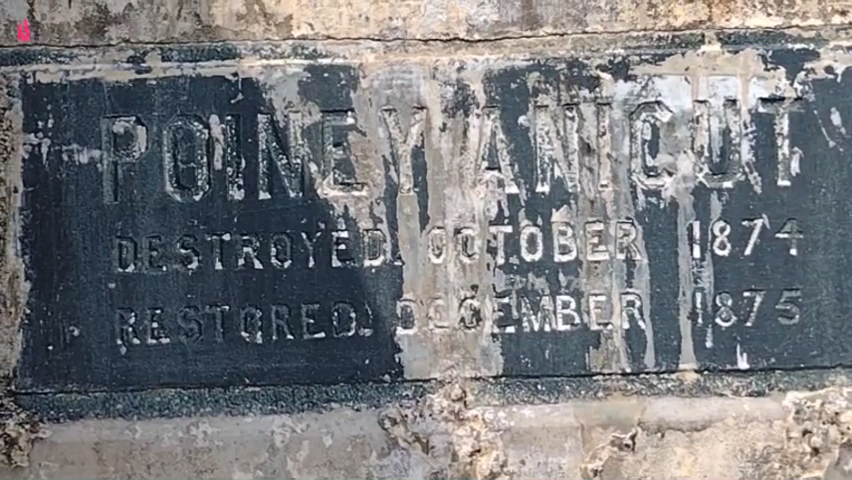 POINEY ANICUT
DESTROYED. OCTOBER 1874
RESTORED. DECEMBER 1875